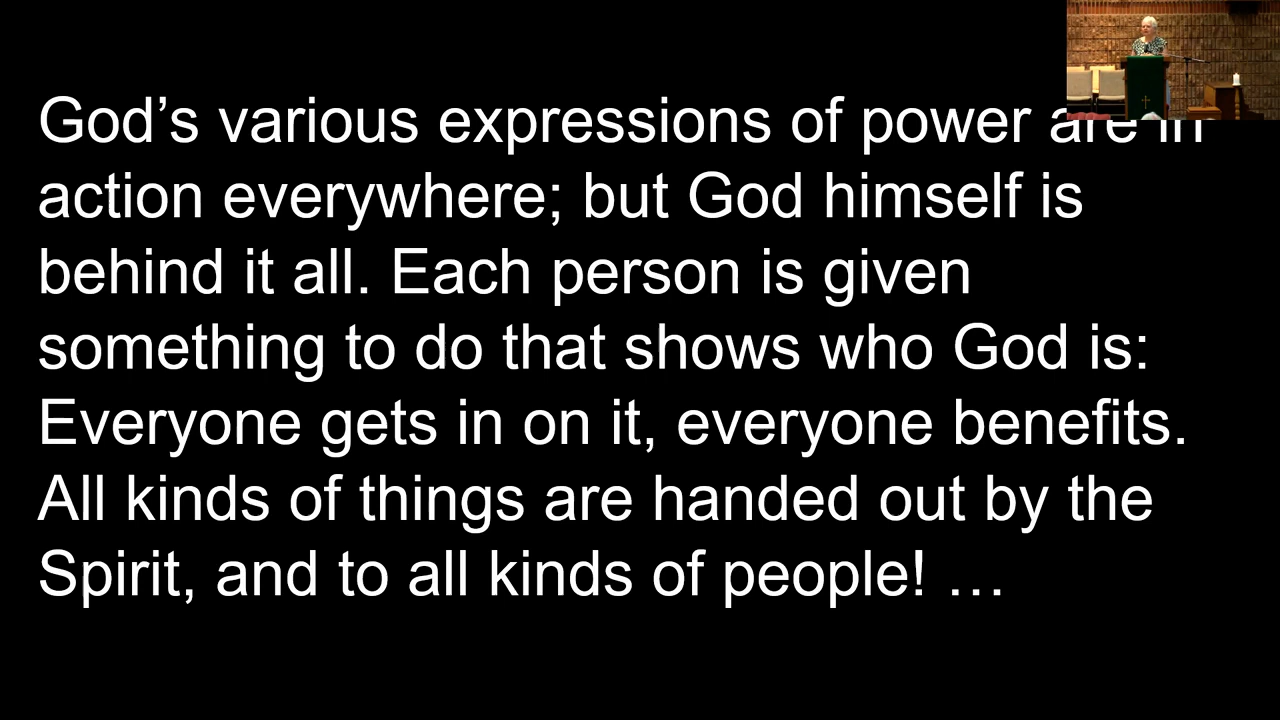 God’s various expressions of power are in
action everywhere; but God himself is
behind it all. Each person is given
something to do that shows who God is:
Everyone gets in on it, everyone benefits.
All kinds of things are handed out by the
Spirit, and to all kinds of people! …